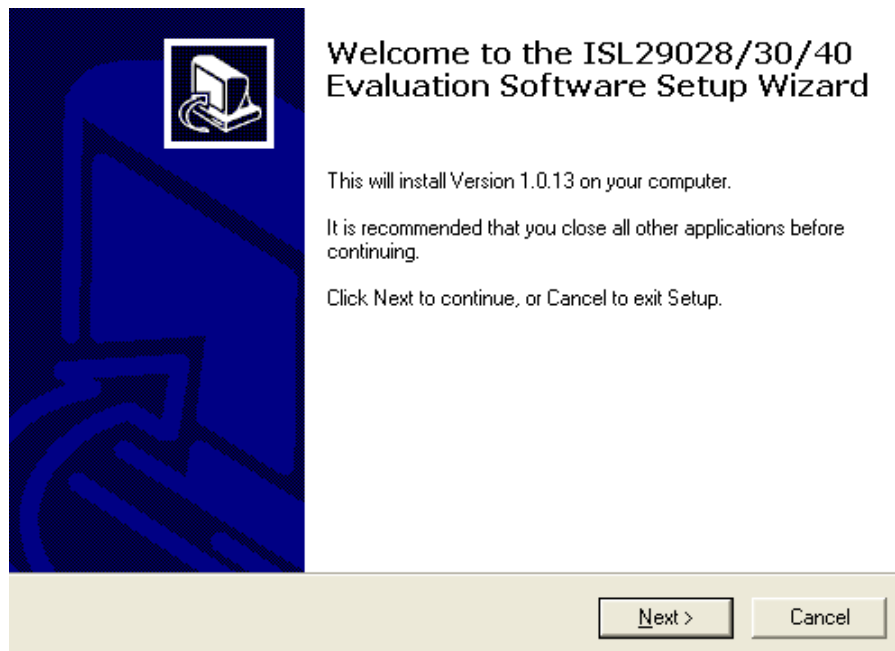 Welcome to the ISL29028/30/40
Evaluation Software Setup Wizard
This will install Version 1.0.13 on your computer.
It is recommended that you close all other applications before
continuing.
Click Next to continue, or Cancel to exit Setup.
Next >
Cancel